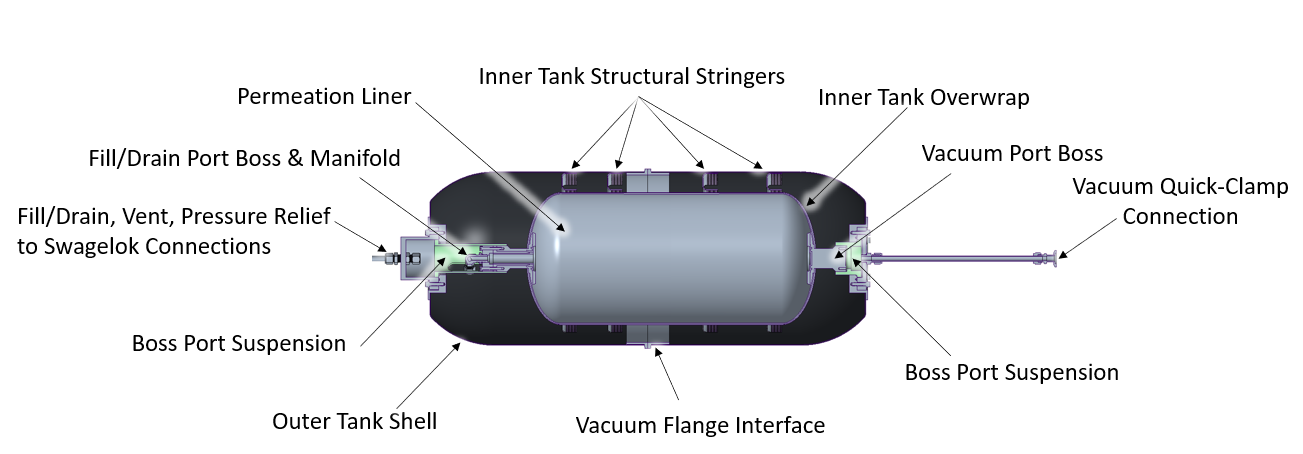 Inner Tank Structural Stringers
Permeation Liner
Inner Tank Overwrap
Fill/Drain Port Boss & Manifold
Vacuum Port Boss
Vacuum Quick-Clamp
Connection
Fill/Drain, Vent, Pressure Relief
to Swagelok Connections
Boss Port Suspension
Boss Port Suspension
Outer Tank Shell
Vacuum Flange Interface